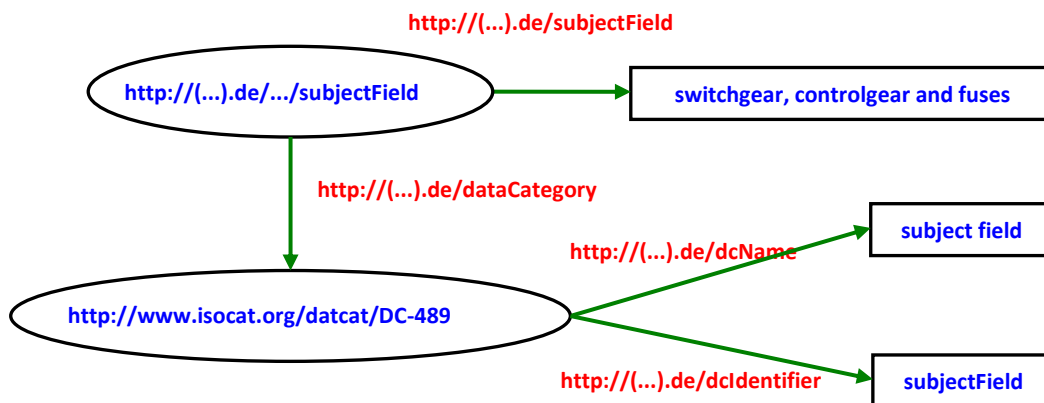 http://(...).de/subjectField
http://(...).de/.../subjectField
switchgear, controlgear and fuses
http://(...).de/dataCategory
subject field
http://(...).de/dcName
http://www.isocat.org/datcat/DC-489
http://(...).de/dcIdentifier
subjectField